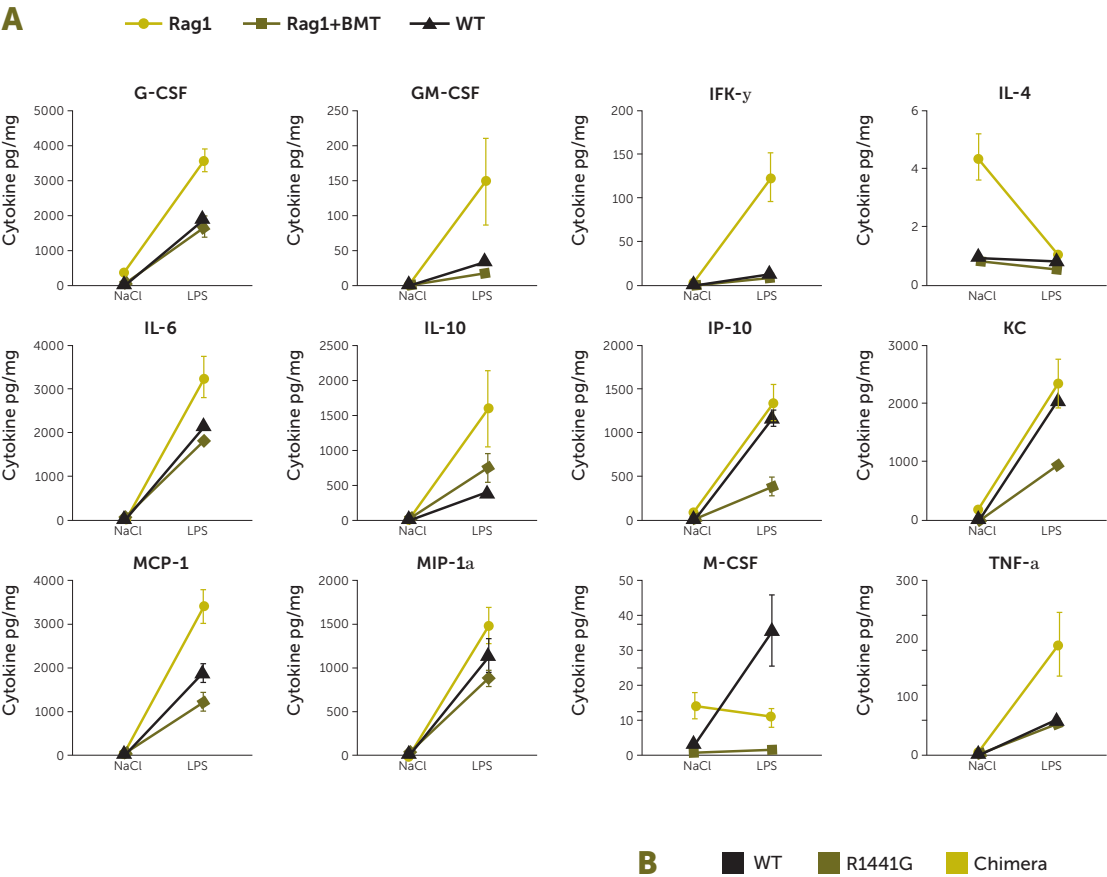 A
Rag1 Rag1+BMT WT
G-CSF GM-CSF IFK-y IL-4
Cytokine pg/mg
5000
4000
3000
2000
1000
0
NaCl LPS
Cytokine pg/mg
250
200
150
100
50
0
NaCl LPS
Cytokine pg/mg
200
150
100
50
0
NaCl LPS
Cytokine pg/mg
6
4
2
0
NaCl LPS
IL-6 IL-10 IP-10 KC
Cytokine pg/mg
4000
3000
2000
1000
0
NaCl LPS
Cytokine pg/mg
2500
2000
1500
1000
500
0
NaCl LPS
Cytokine pg/mg
2000
1500
1000
500
0
NaCl LPS
Cytokine pg/mg
3000
2000
1000
0
NaCl LPS
MCP-1 MIP-1a M-CSF TNF-a
Cytokine pg/mg
4000
3000
2000
1000
0
NaCl LPS
Cytokine pg/mg
2000
1500
1000
500
0
NaCl LPS
Cytokine pg/mg
50
40
30
20
10
0
NaCl LPS
Cytokine pg/mg
300
200
100
0
NaCl LPS
B WT R1441G Chimera